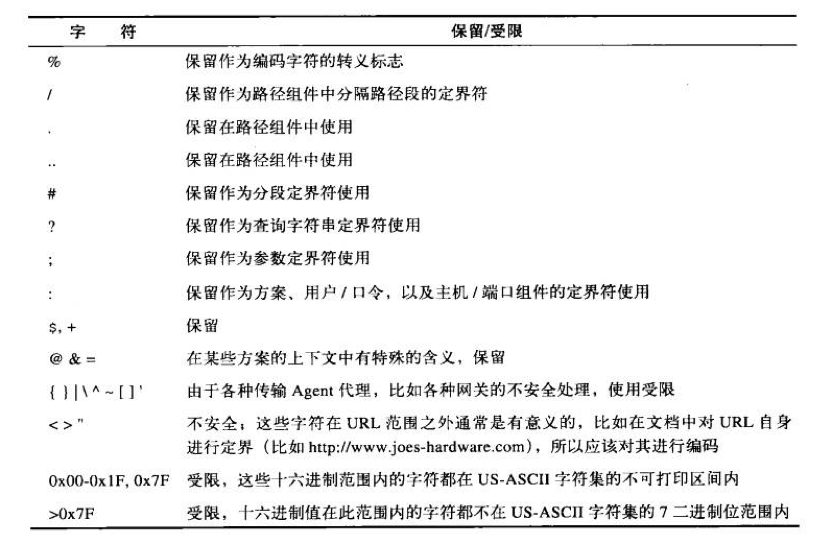 字 符 保留/受限
% 保留作为编码字符的转义标志
/ 保留作为路径组件中分隔路径段的定界符
. 保留在路径组件中使用
.. 保留在路径组件中使用
# 保留作为分段定界符使用
? 保留作为查询字符串定界符使用
; 保留作为参数定界符使用
: 保留作为方案、用户/口令，以及主机/端口组件的定界符使用
$, + 保留
@ & = 在某些方案的上下文中有特殊的含义，保留
{ } | \ ^ ~ [ ] ' 由于各种传输 Agent 代理，比如各种网关的不安全处理，使用受限
< > " 不安全；这些字符在 URL 范围之外通常是有意义的，比如在文档中对 URL 自身
进行定界（比如 http://www.joes-hardware.com），所以应该对其进行编码
0x00-0x1F, 0x7F 受限，这些十六进制范围内的字符都在 US-ASCII 字符集的不可打印区间内
>0x7F 受限，十六进制值在此范围内的字符都不在 US-ASCII 字符集的 7 二进制位范围内